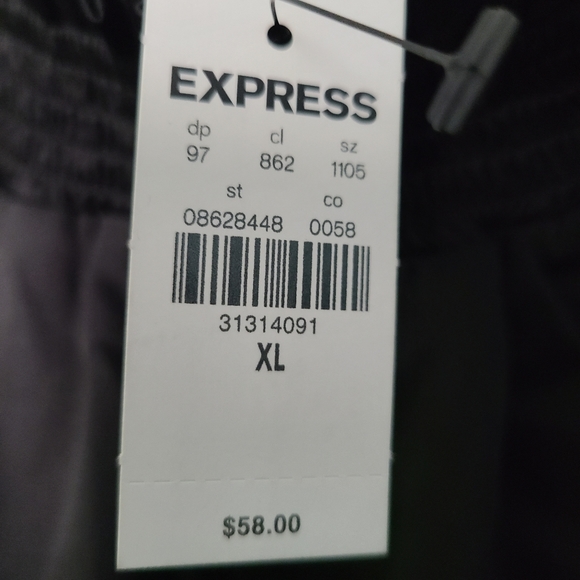 EXPRESS
dp cl sz
97 862 1105
st co
08628448 0058
31314091
XL
$58.00